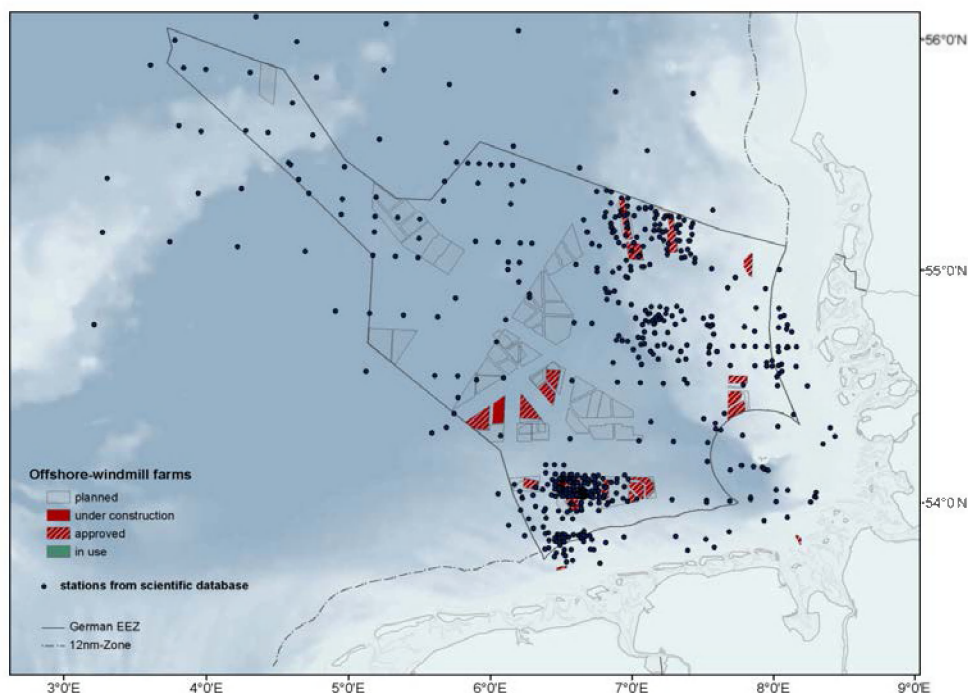 56°0'N
55°0'N
Offshore-windmill farms
planned
under construction
approved
in use
54°0'N
stations from scientific database
German EEZ
12nm-Zone
3°0'E 4°0'E 5°0'E 6°0'E 7°0'E 8°0'E 9°0'E